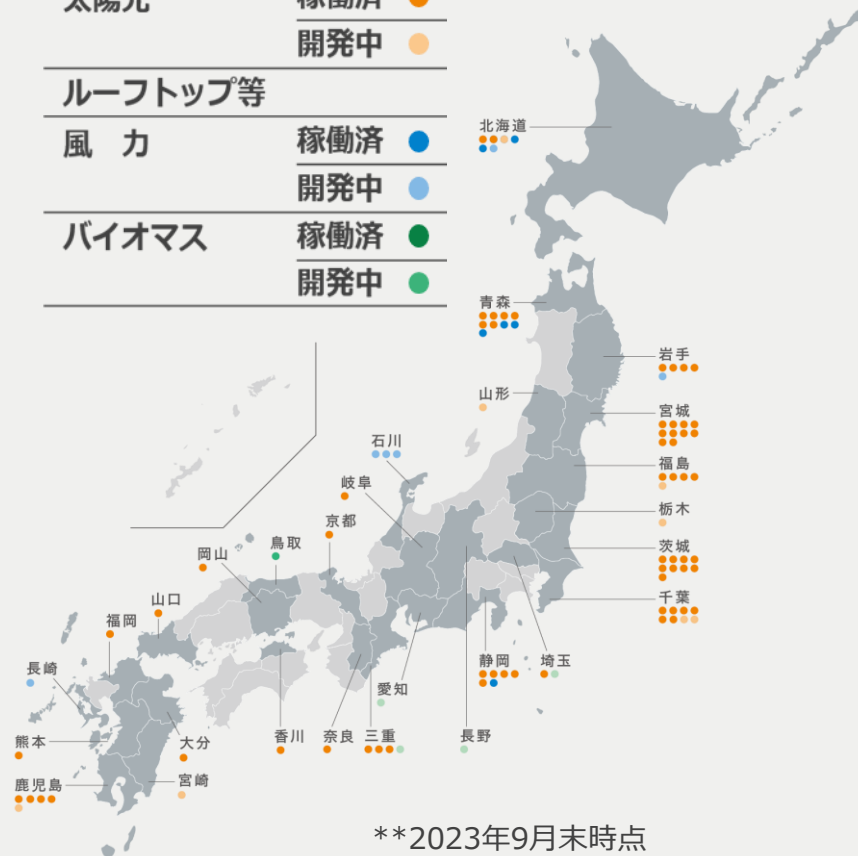 太陽光 稼働済
開発中
ルーフトップ等
風 力 稼働済
開発中
バイオマス 稼働済
開発中
北海道
青森
岩手
山形
宮城
石川
福島
岐阜
栃木
京都
鳥取
茨城
岡山
千葉
山口
福岡
長崎
静岡
埼玉
愛知
熊本
大分
香川
奈良
三重
長野
鹿児島
宮崎
**2023年9月末時点